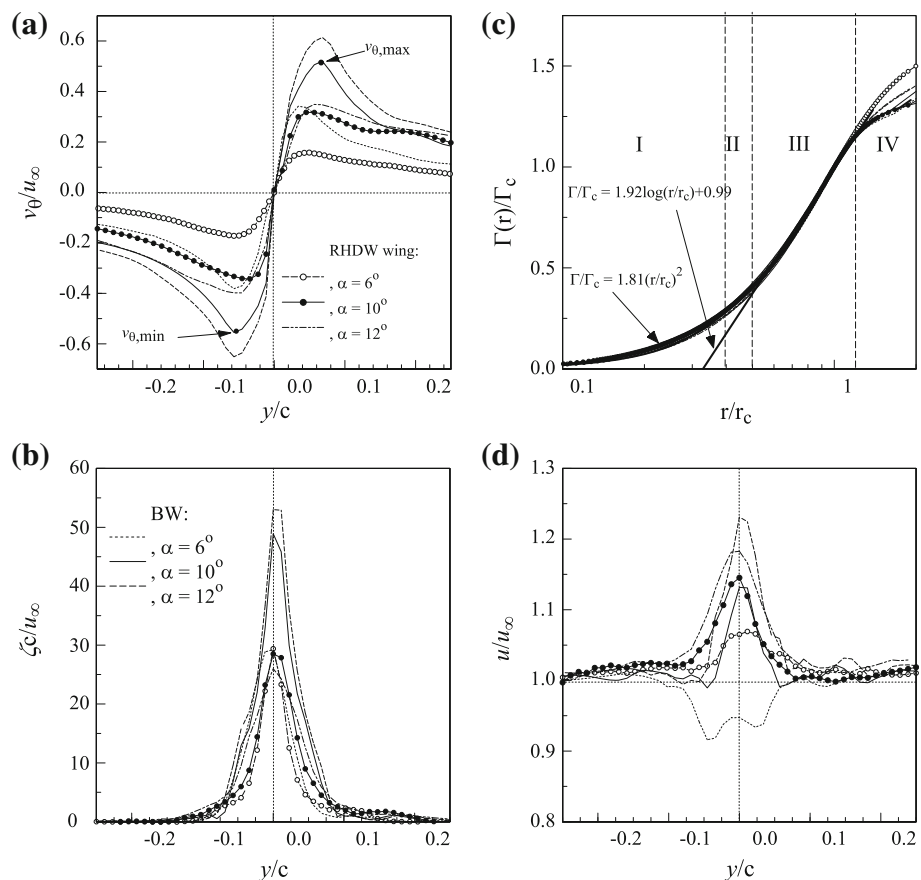 (a)
0.6
0.4
0.2
0.0
-0.2
-0.4
-0.6
vθ/u∞
vθ,max
vθ,min
RHDW wing:
, α = 6°
, α = 10°
, α = 12°
-0.2 -0.1 0.0 0.1 0.2
y/c
(c)
1.5
1.0
0.5
0.0
Γ(r)/Γc
I II III IV
Γ/Γc = 1.92log(r/rc)+0.99
Γ/Γc = 1.81(r/rc)²
0.1 1
r/rc
(b)
60
50
40
30
20
10
0
ζc/u∞
BW:
, α = 6°
, α = 10°
, α = 12°
-0.2 -0.1 0.0 0.1 0.2
y/c
(d)
1.3
1.2
1.1
1.0
0.9
0.8
u/u∞
-0.2 -0.1 0.0 0.1 0.2
y/c